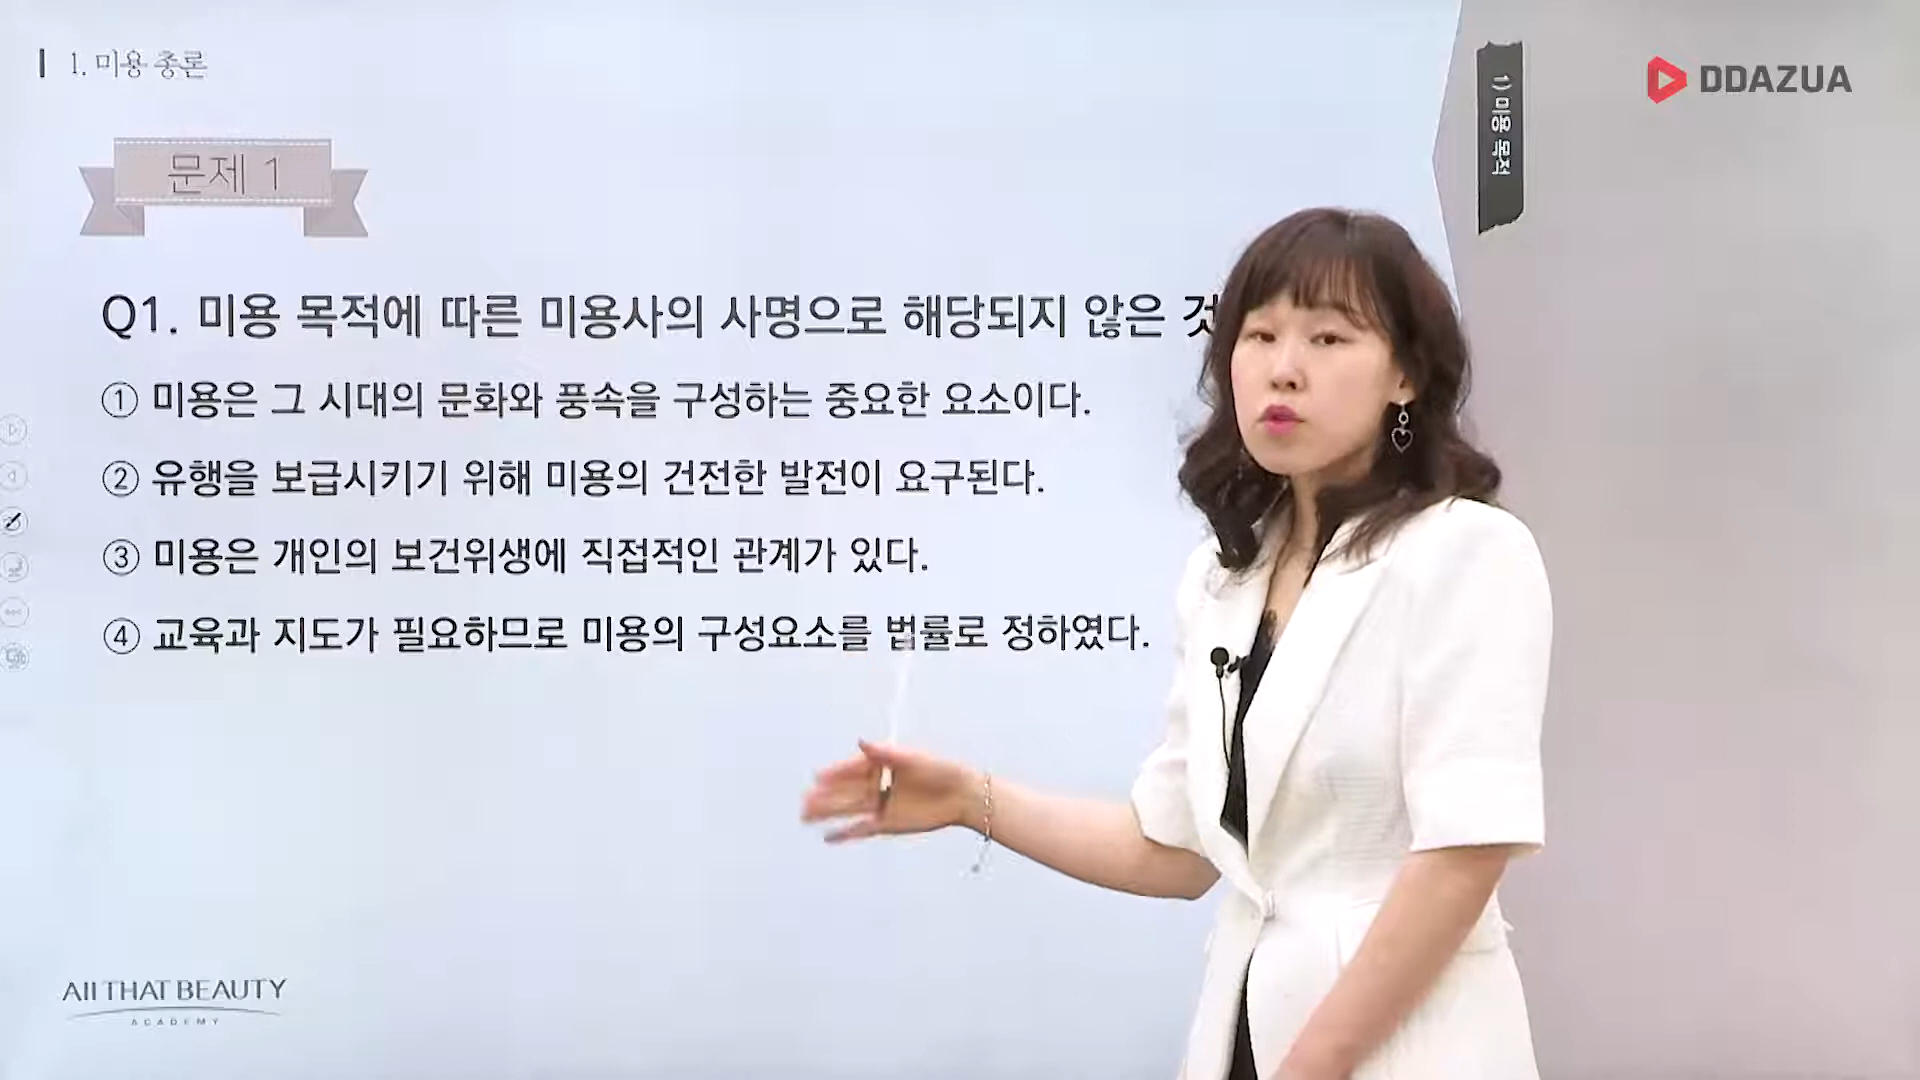 1. 미용 총론
1) 미용 목적
DDAZUA
문제 1
Q1. 미용 목적에 따른 미용사의 사명으로 해당되지 않은 것
① 미용은 그 시대의 문화와 풍속을 구성하는 중요한 요소이다.
② 유행을 보급시키기 위해 미용의 건전한 발전이 요구된다.
③ 미용은 개인의 보건위생에 직접적인 관계가 있다.
④ 교육과 지도가 필요하므로 미용의 구성요소를 법률로 정하였다.
All THAT BEAUTY
ACADEMY